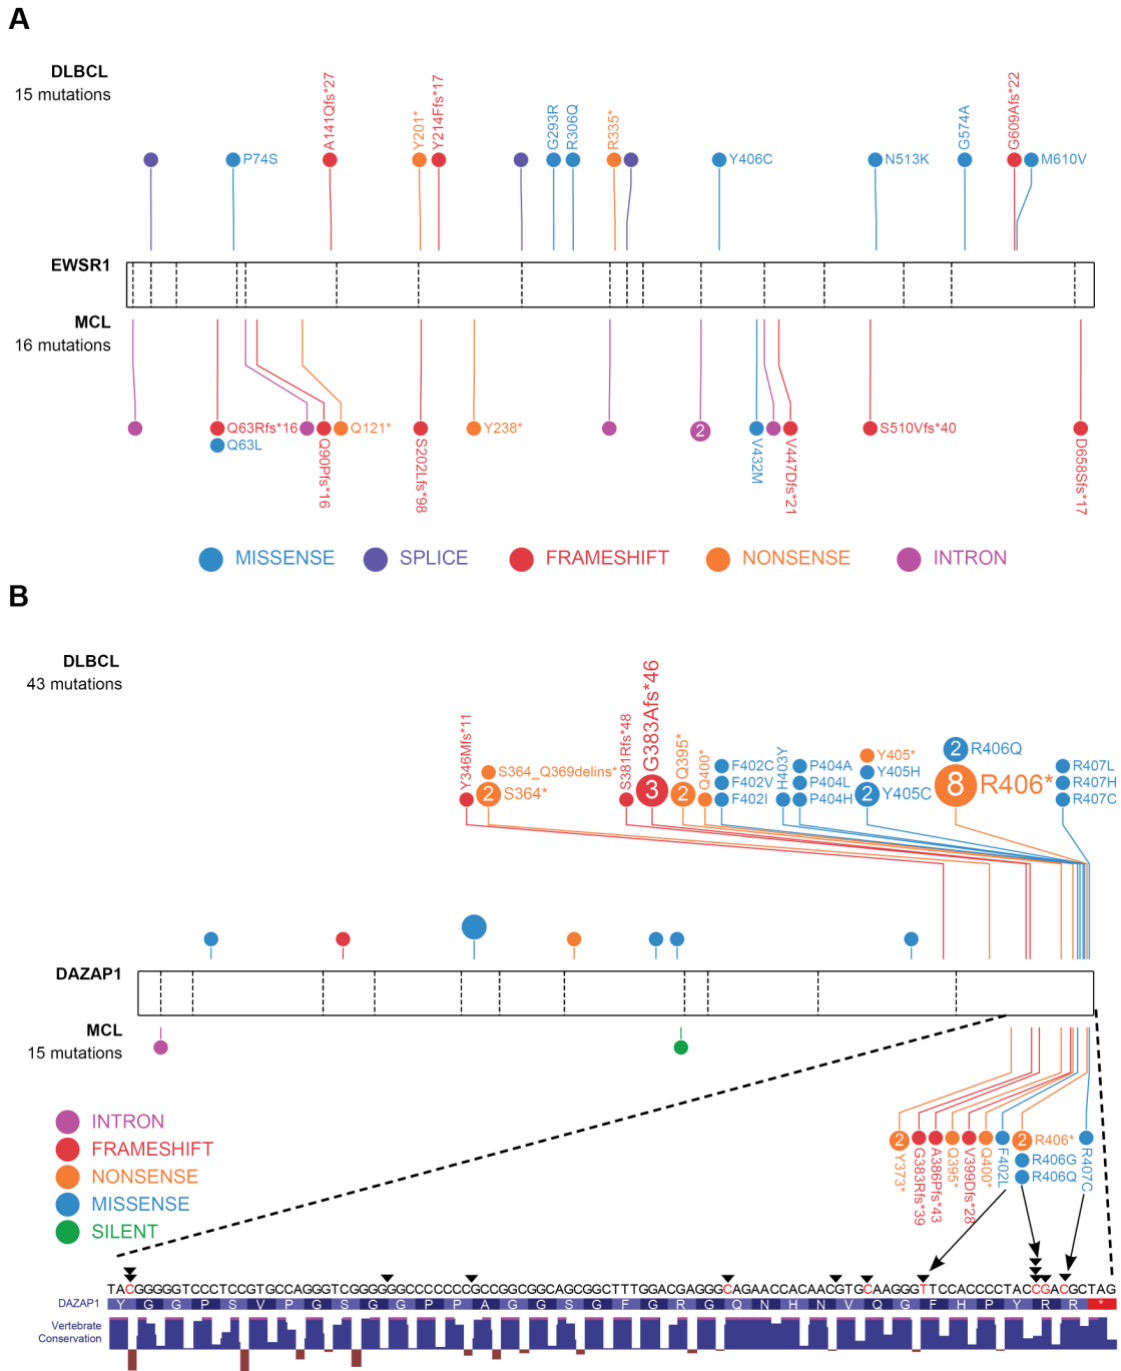 A
DLBCL
15 mutations
P74S
A141Qfs*27
Y201*
Y214Ffs*17
G293R
R306Q
R335*
Y406C
N513K
G574A
G609Afs*22
M610V
EWSR1
MCL
16 mutations
Q63Rfs*16
Q63L
Q90Pfs*16
Q121*
S202Lfs*98
Y238*
2
V432M
V447Dfs*21
S510Vfs*40
D658Sfs*17
MISSENSE
SPLICE
FRAMESHIFT
NONSENSE
INTRON
B
DLBCL
43 mutations
Y346Mfs*11
S364_Q369delins*
2 S364*
S381Rfs*48
3 G383Afs*46
2 Q395*
Q400*
F402C
F402V
F402I
H403Y
P404A
P404L
P404H
Y405*
Y405H
2 Y405C
2 R406Q
8 R406*
R407L
R407H
R407C
DAZAP1
MCL
15 mutations
INTRON
FRAMESHIFT
NONSENSE
MISSENSE
SILENT
2 Y373*
G383Rfs*39
A386Pfs*43
Q395*
V399Dfs*28
Q400*
F402L
2 R406*
R406G
R406Q
R407C
TACGGGGGTCCCTCCGTGCCAGGGTCGGGGGGCCCCCCCGCCGGCGGCAGCGGCTTTGGACGAGGGCAGAACCACAACGTGCAAGGGTTCCACCCCTACCGACGCTAG
DAZAP1 Y G G P S V P G S G G P P A G G S G F G R G Q N H N V Q G F H P Y R R *
Vertebrate
Conservation